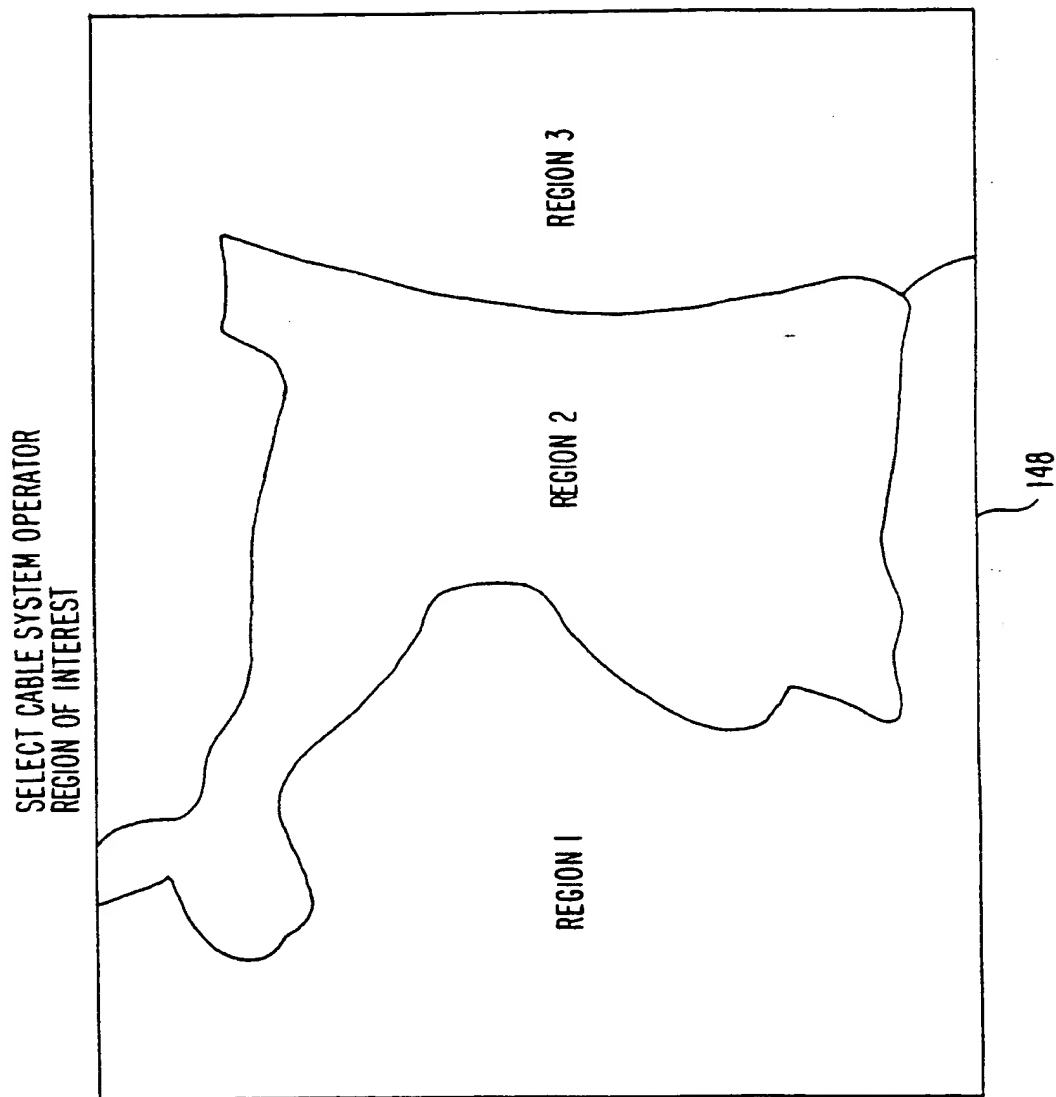 SELECT CABLE SYSTEM OPERATOR
REGION OF INTEREST
REGION 1
REGION 2
REGION 3
148